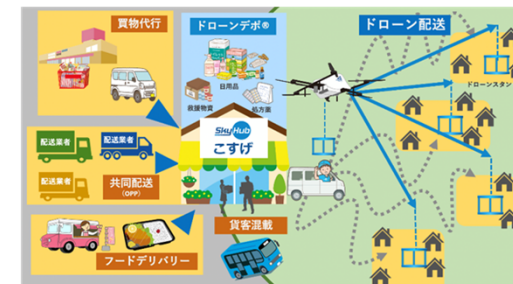 買物代行
ドローンデポ®
ドローン配送
日用品
救援物資
処方薬
ドローンスタンド
SkyHub
こすげ
配送業者
配送業者
配送業者
共同配送
(OPP)
貨客混載
フードデリバリー